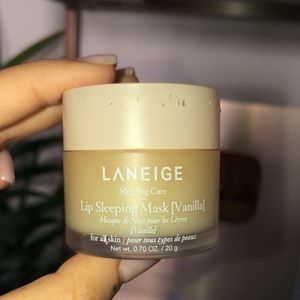 LANEIGE
Sleeping Care
Lip Sleeping Mask [Vanilla]
Masque de Nuit pour les Lèvres
[Vanille]
for all skin / pour tous types de peaux
Net wt. 0.70 OZ. / 20 g